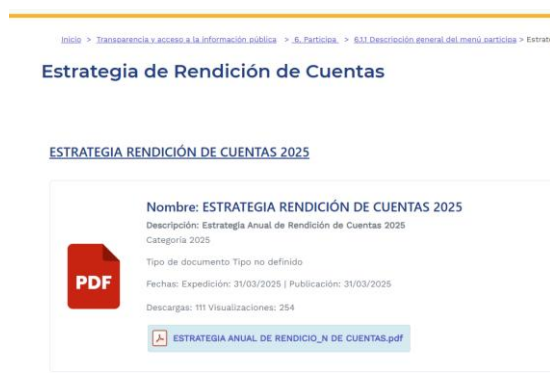 Inicio > Transparencia y acceso a la información pública > 6. Participa > 6.1.1 Descripción general del menú participa > Estrate
Estrategia de Rendición de Cuentas
ESTRATEGIA RENDICIÓN DE CUENTAS 2025
Nombre: ESTRATEGIA RENDICIÓN DE CUENTAS 2025
Descripción: Estrategia Anual de Rendición de Cuentas 2025
Categoría 2025
Tipo de documento Tipo no definido
PDF
Fechas: Expedición: 31/03/2025 | Publicación: 31/03/2025
Descargas: 111 Visualizaciones: 254
ESTRATEGIA ANUAL DE RENDICIO_N DE CUENTAS.pdf